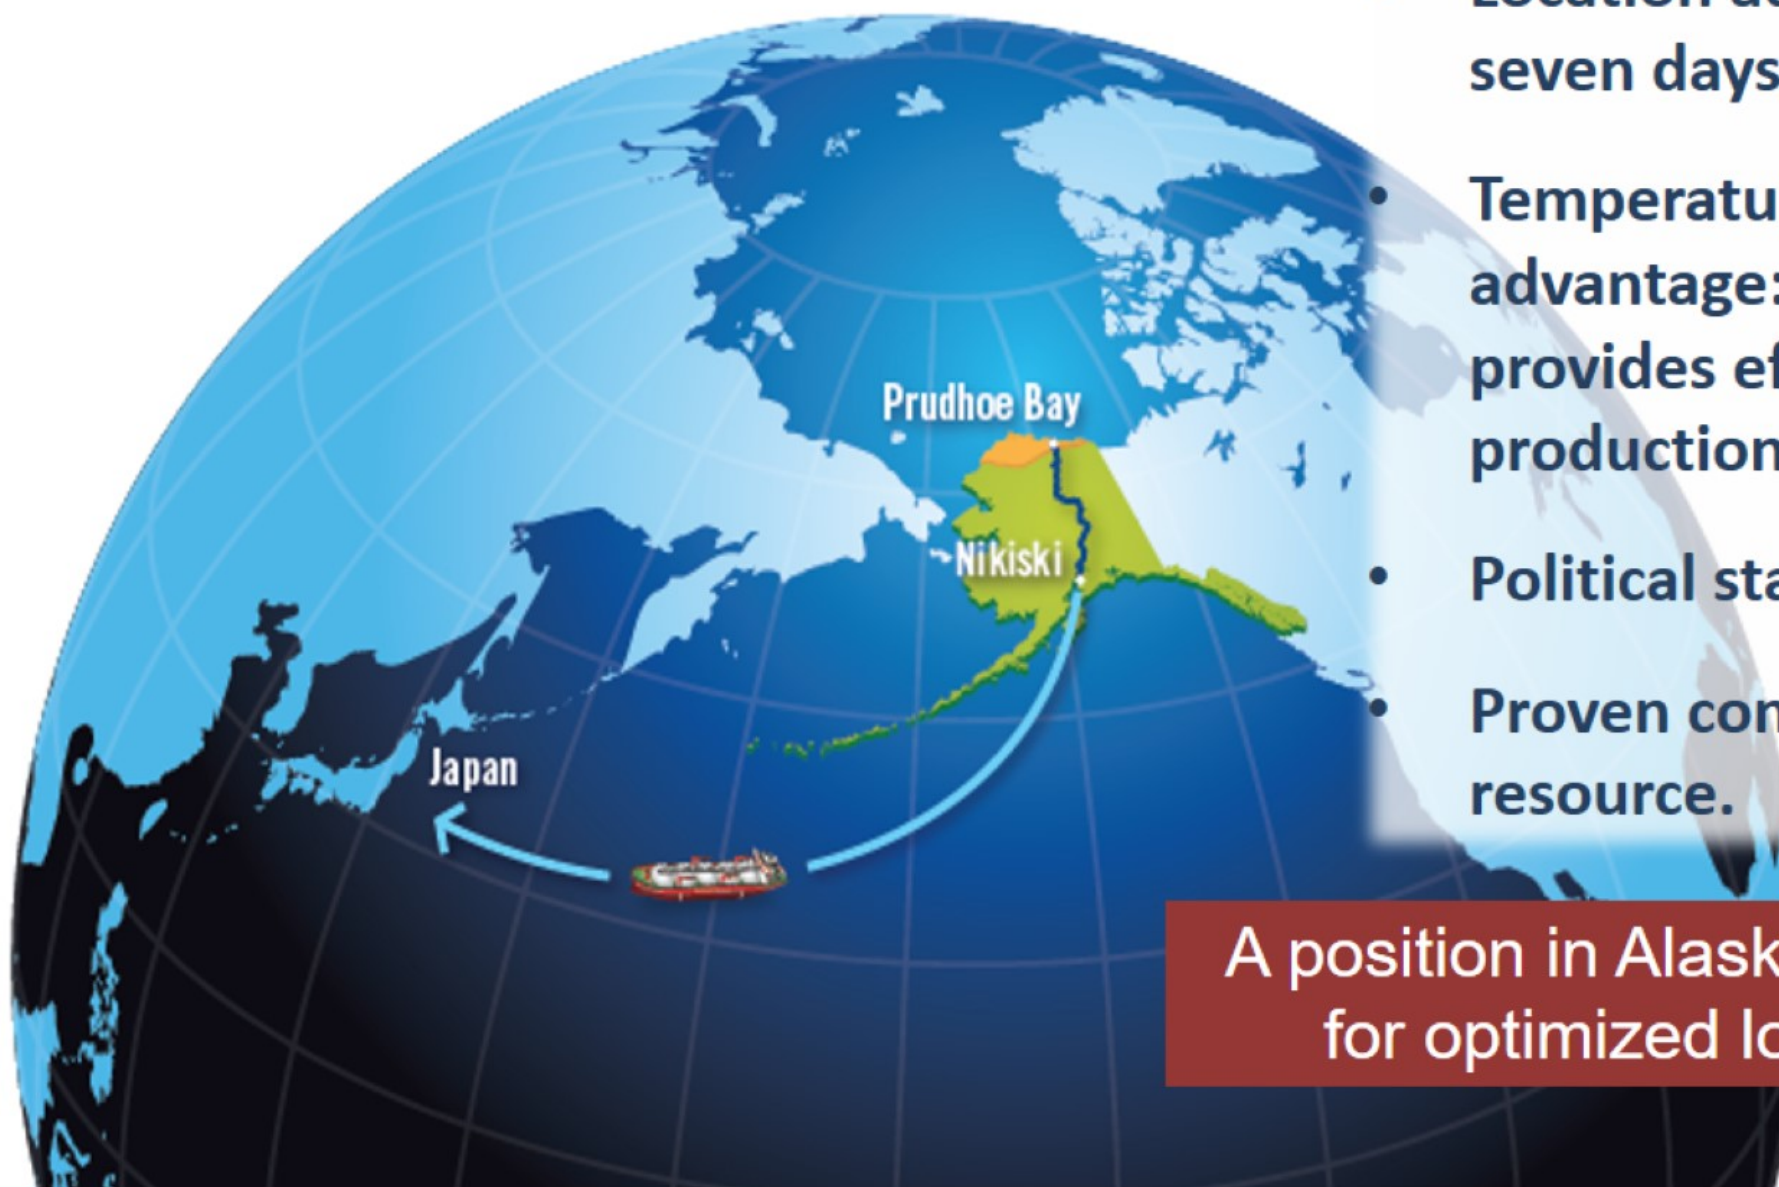 seven days
Temperatu
advantage:
provides ef
production
Political sta
Proven con
resource.
Prudhoe Bay
Nikiski
Japan
A position in Alask
for optimized lo